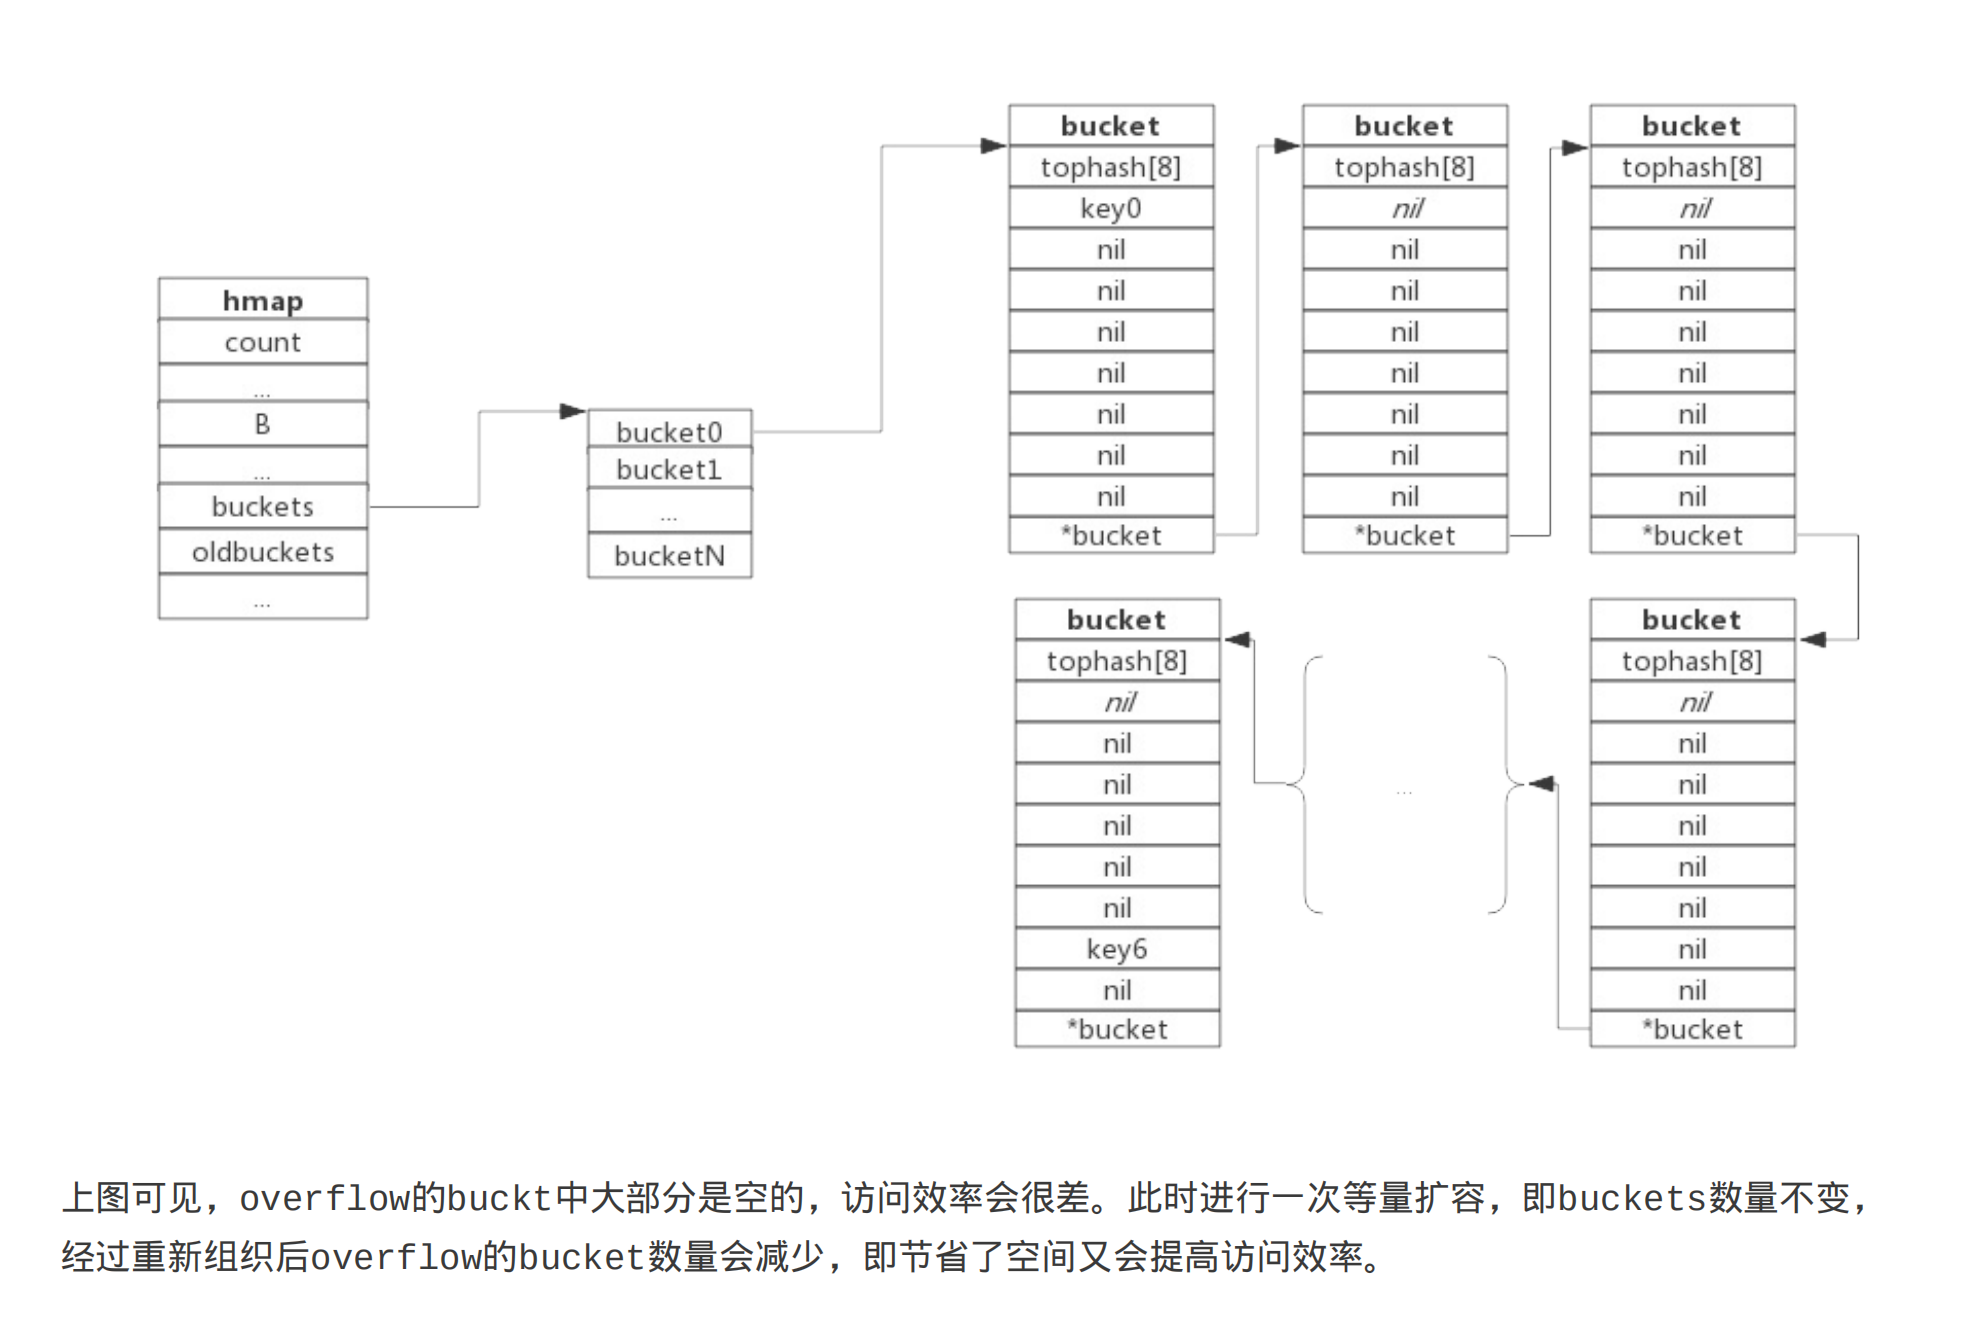 hmap
count
...
B
...
buckets
oldbuckets
...
bucket0
bucket1
...
bucketN
bucket
tophash[8]
key0
nil
nil
nil
nil
nil
nil
nil
*bucket
bucket
tophash[8]
nil
nil
nil
nil
nil
nil
nil
nil
*bucket
bucket
tophash[8]
nil
nil
nil
nil
nil
nil
nil
nil
*bucket
bucket
tophash[8]
nil
nil
nil
nil
nil
nil
nil
nil
*bucket
...
bucket
tophash[8]
nil
nil
nil
nil
nil
nil
key6
nil
*bucket
上图可见，overflow的buckt中大部分是空的，访问效率会很差。此时进行一次等量扩容，即buckets数量不变，
经过重新组织后overflow的bucket数量会减少，即节省了空间又会提高访问效率。